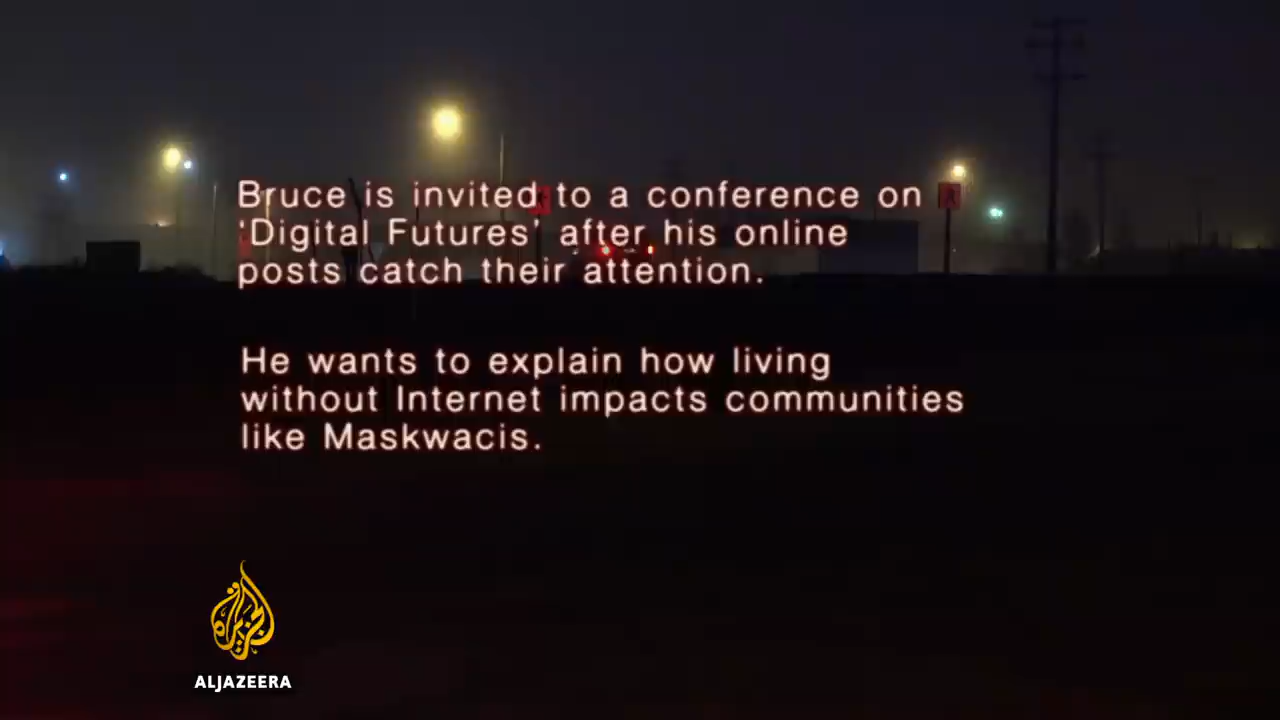 Bruce is invited to a conference on
‘Digital Futures’ after his online
posts catch their attention.
He wants to explain how living
without Internet impacts communities
like Maskwacis.
الجزيرة
ALJAZEERA